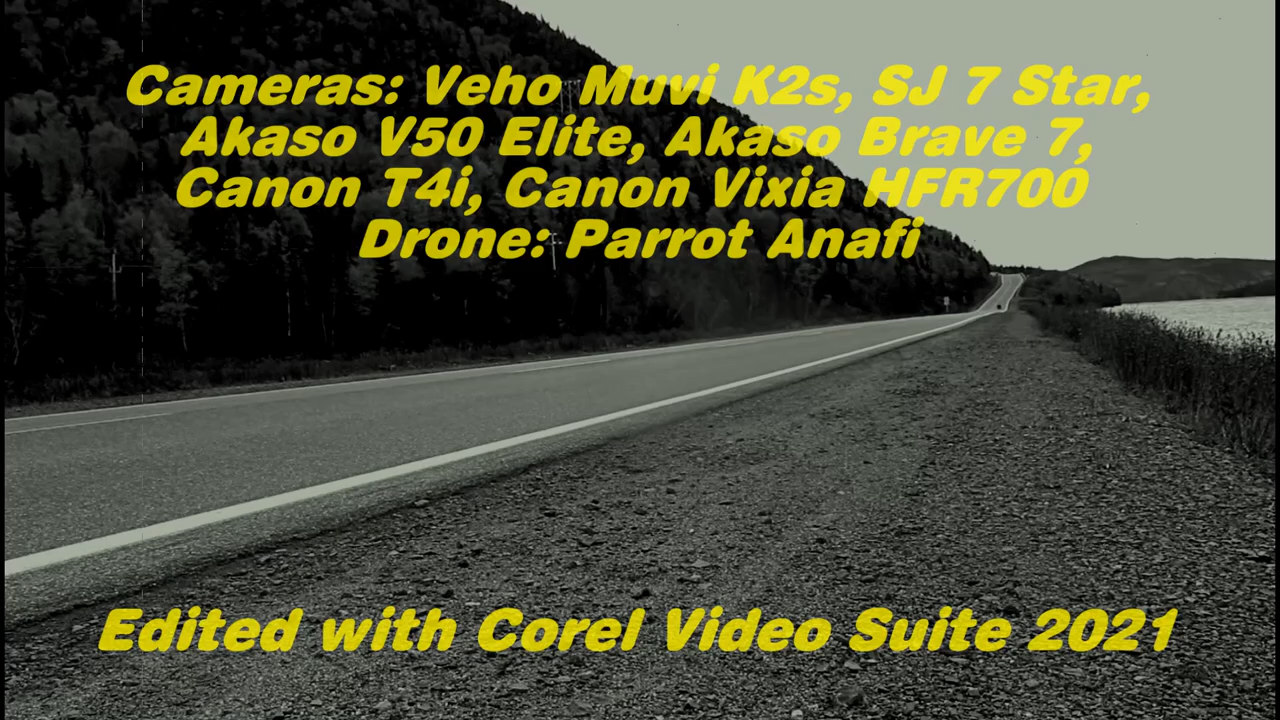 Cameras: Veho Muvi K2s, SJ 7 Star,
Akaso V50 Elite, Akaso Brave 7,
Canon T4i, Canon Vixia HFR700
Drone: Parrot Anafi
Edited with Corel Video Suite 2021